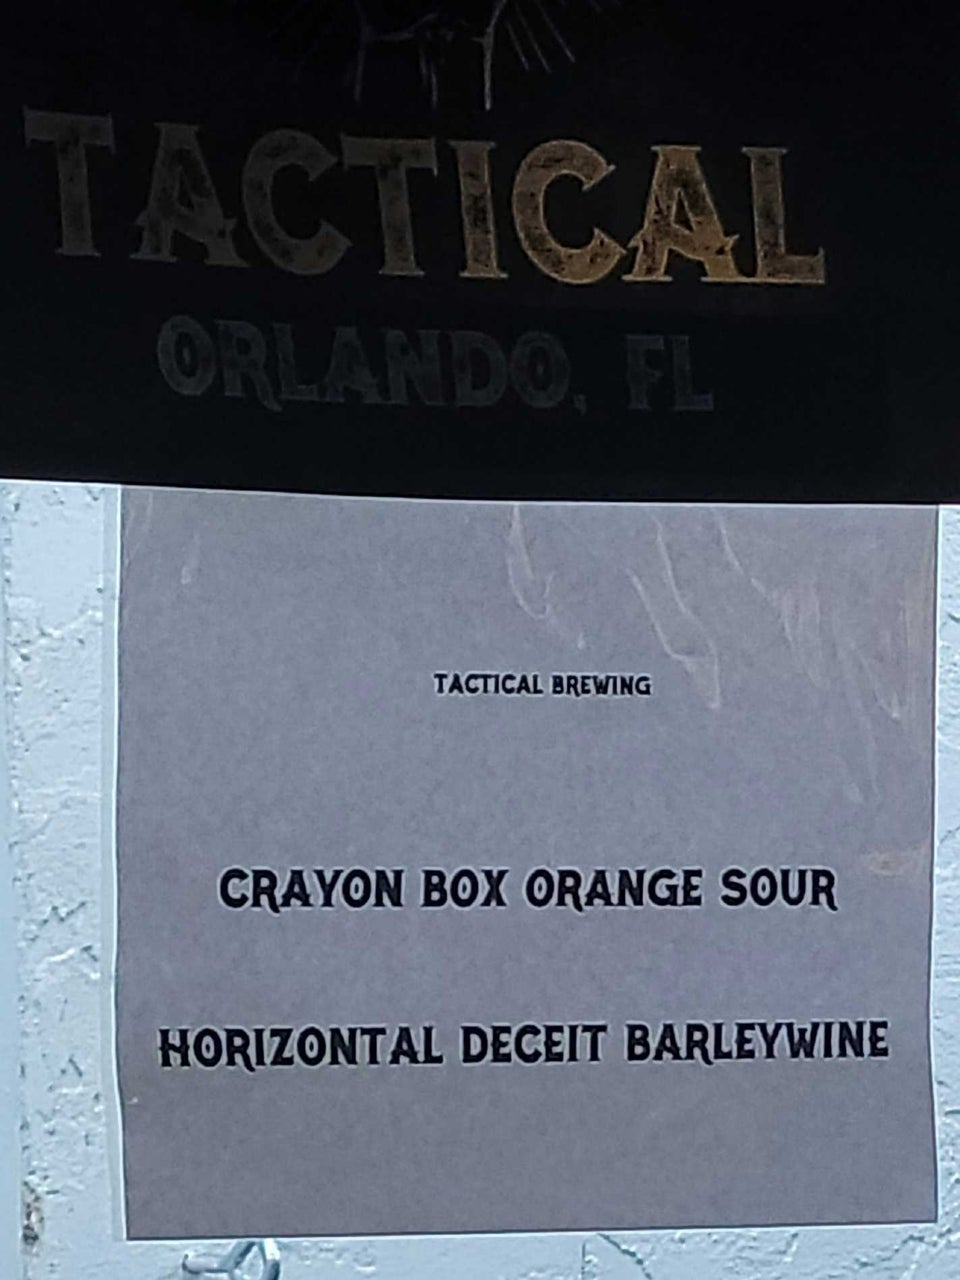 TACTICAL
ORLANDO, FL
TACTICAL BREWING
CRAYON BOX ORANGE SOUR
HORIZONTAL DECEIT BARLEYWINE